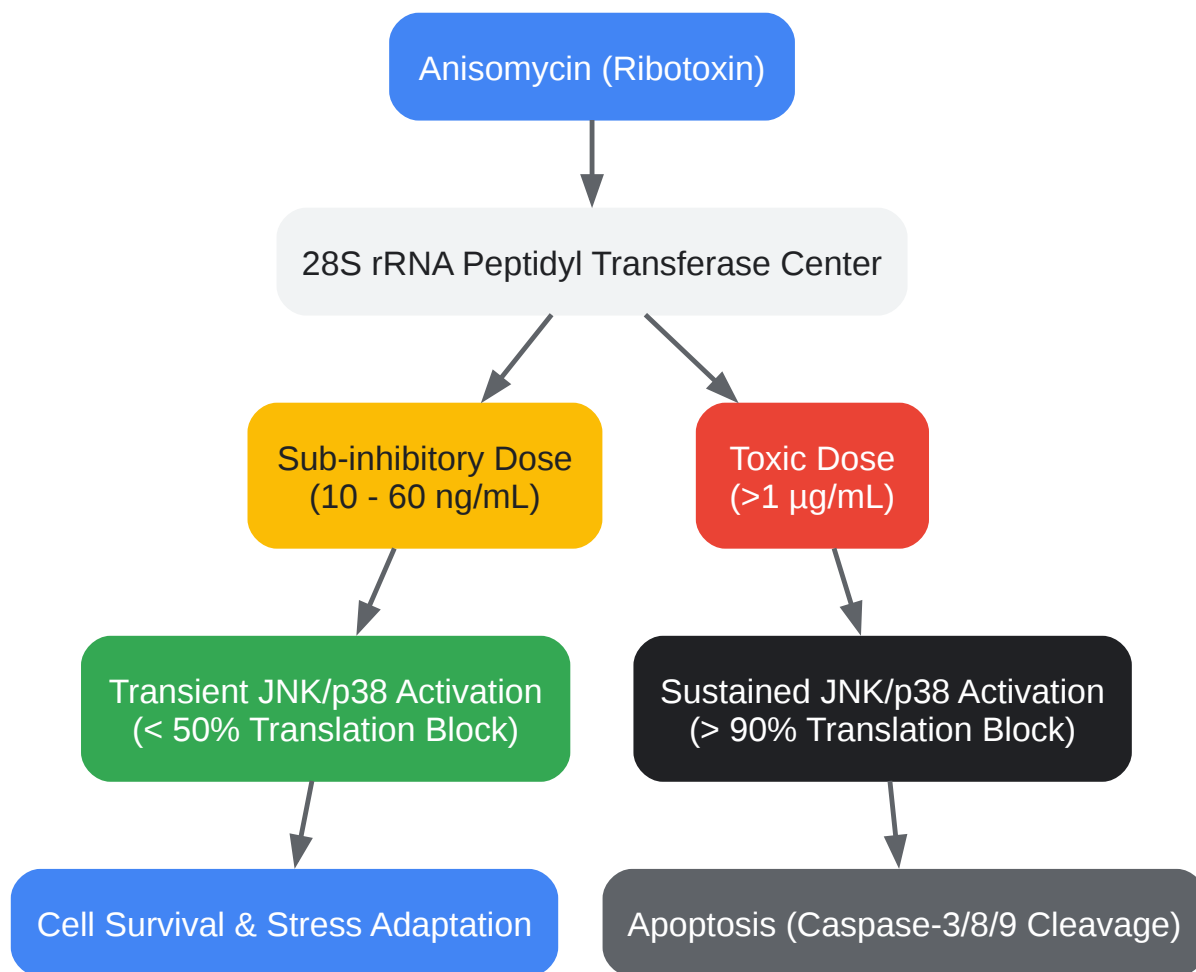 Anisomycin (Ribotoxin)
28S rRNA Peptidyl Transferase Center
Sub-inhibitory Dose
(10 - 60 ng/mL)
Toxic Dose
(>1 µg/mL)
Transient JNK/p38 Activation
(< 50% Translation Block)
Sustained JNK/p38 Activation
(> 90% Translation Block)
Cell Survival & Stress Adaptation
Apoptosis (Caspase-3/8/9 Cleavage)